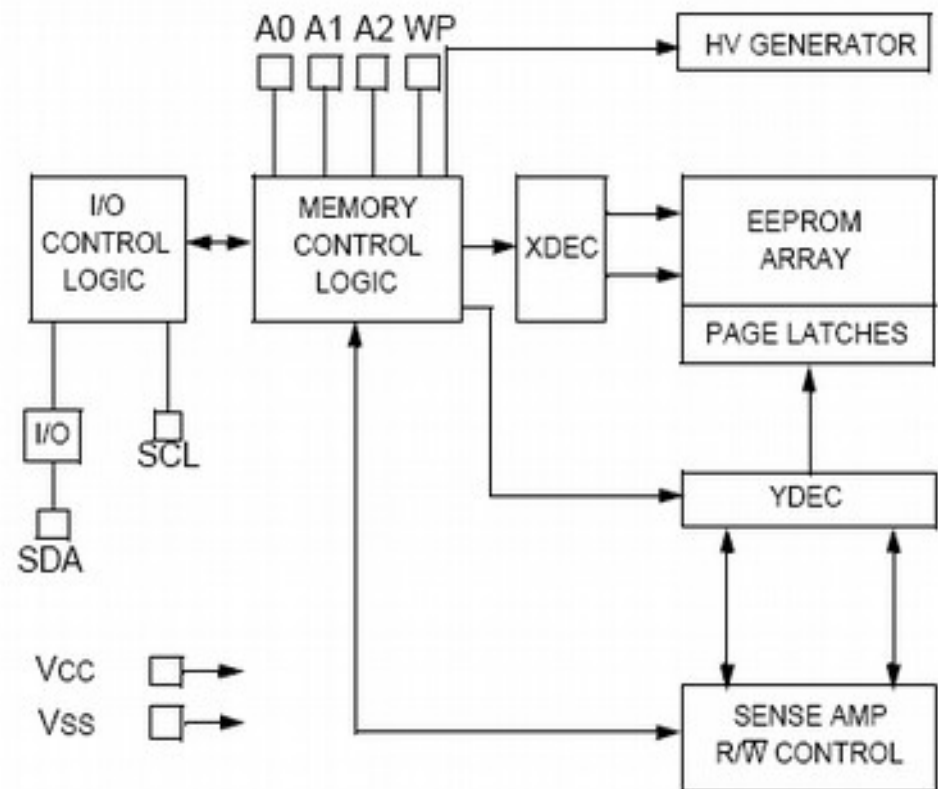 A0 A1 A2 WP
HV GENERATOR
I/O
CONTROL
LOGIC
MEMORY
CONTROL
LOGIC
XDEC
EEPROM
ARRAY
PAGE LATCHES
I/O
SCL
SDA
YDEC
VCC
VSS
SENSE AMP
R/W̅ CONTROL